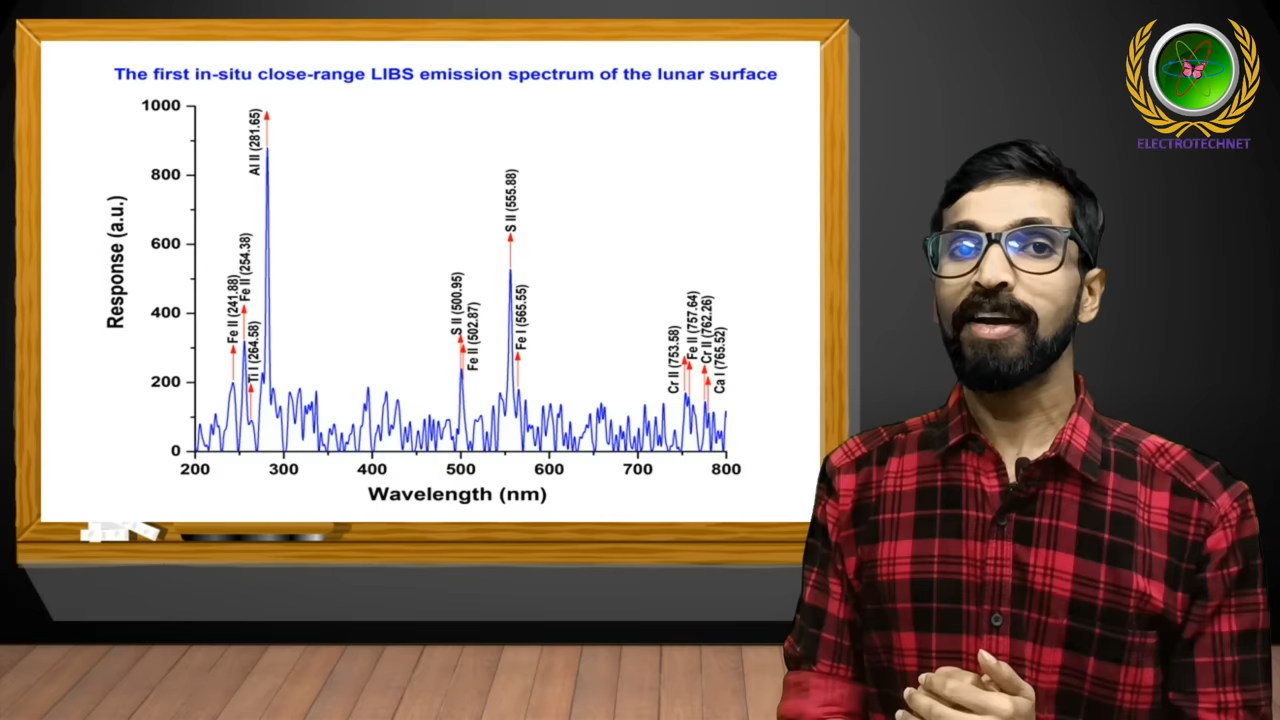 The first in-situ close-range LIBS emission spectrum of the lunar surface
ELECTROTECHNET
Response (a.u.)
1000
800
600
400
200
0
Fe II (241.88)
Fe II (254.38)
Ti I (264.58)
Al II (281.65)
S II (500.95)
Fe II (502.87)
S II (555.88)
Fe I (565.55)
Cr II (753.58)
Fe II (757.64)
Cr II (762.26)
Ca I (765.52)
200 300 400 500 600 700 800
Wavelength (nm)